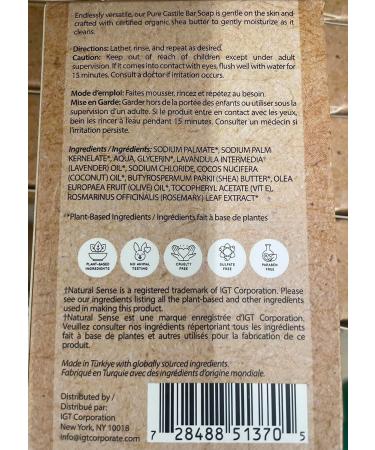 Endlessly versatile, our Pure Castile Bar Soap is gentle on the skin and
crafted with certified organic shea butter to gently moisturize as it
cleans.
Directions: Lather, rinse, and repeat as desired.
Caution: Keep out of reach of children except under adult
supervision. If it comes into contact with eyes, flush well with water for
15 minutes. Consult a doctor if irritation occurs.
Mode d'emploi: Faites mousser, rincez et répétez au besoin.
Mise en Garde: Garder hors de la portée des enfants ou utiliser sous la
supervision d'un adulte. Si le produit entre en contact avec les yeux,
bein les rincer à l'eau pendant 15 minutes. Consulter un médecin si
l'irritation persiste.
Ingredients / Ingrédients: SODIUM PALMATE*, SODIUM PALM
KERNELATE*, AQUA, GLYCERIN*, LAVANDULA INTERMEDIA
(LAVENDER) OIL*, SODIUM CHLORIDE, COCOS NUCIFERA
(COCONUT) OIL*, BUTYROSPERMUM PARKII (SHEA) BUTTER*, OLEA
EUROPAEA FRUIT (OLIVE) OIL*, TOCOPHERYL ACETATE (VIT E),
ROSMARINUS OFFICINALIS (ROSEMARY) LEAF EXTRACT*
*Plant-Based Ingredients / Ingrédients fait à base de plantes
PLANT-BASED INGREDIENTS
NO ANIMAL TESTING
CRUELTY FREE
SULFATE FREE
PARABEN FREE
†Natural Sense is a registered trademark of IGT Corporation. Please
see our ingredients listing all the plant-based and other ingredients
used in making this product.
†Natural Sense est une marque enregistrée d'IGT Corporation.
Veuillez consulter nos ingrédients répertoriant tous les ingrédients
fait à base de plantes et autres utilisés pour la fabrication de ce
produit.
Made in Türkiye with globally sourced ingredients.
Fabriqué en Turquie avec des ingrédients d'origine mondiale.
Distributed by /
Distribué par:
IGT Corporation
New York, NY 10018
info@igtcorporate.com
7 28488 51370 5